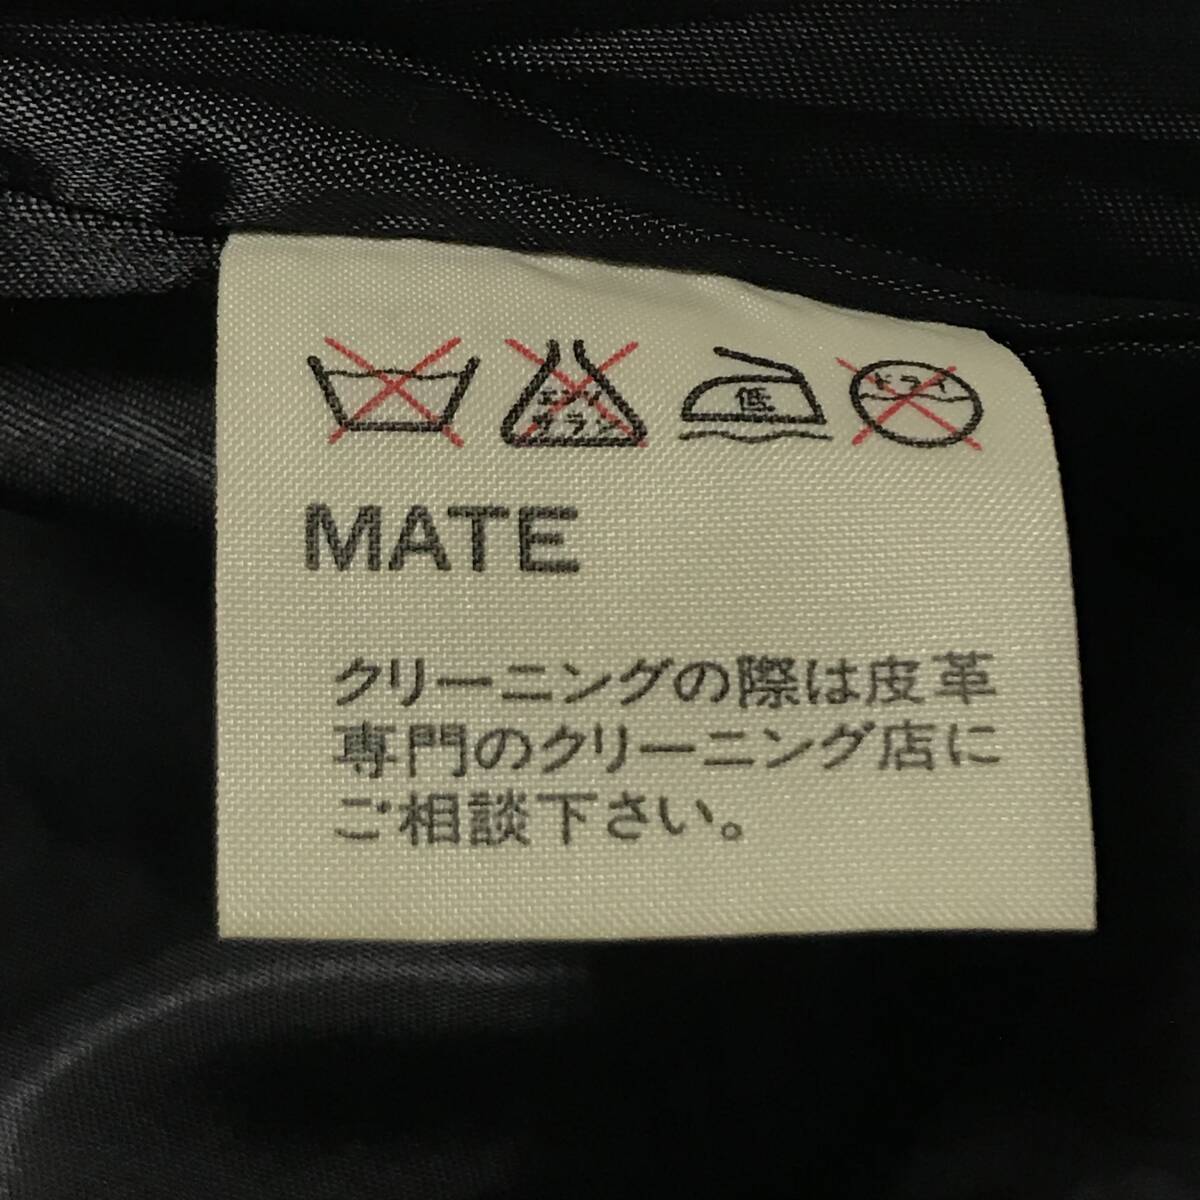 エンソ
サラシ
低
ドライ
MATE
クリーニングの際は皮革
専門のクリーニング店に
ご相談下さい。